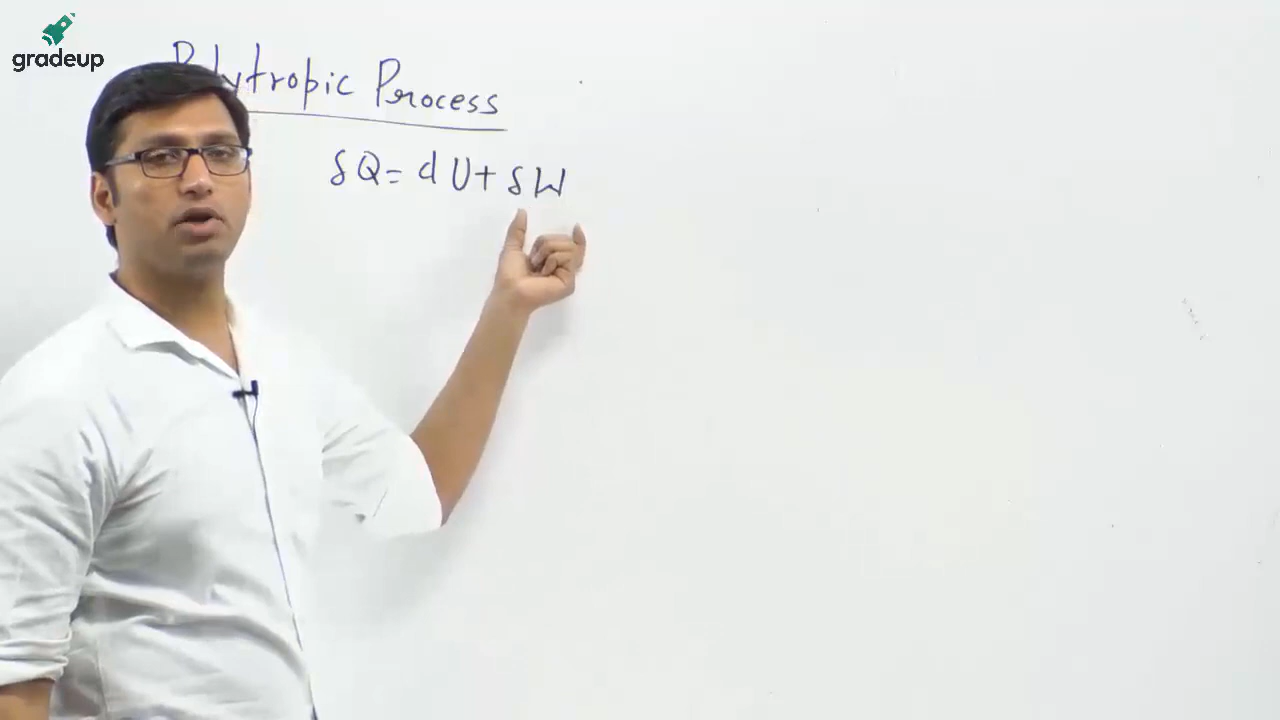 gradeup
Polytropic Process
δQ = dU + δW